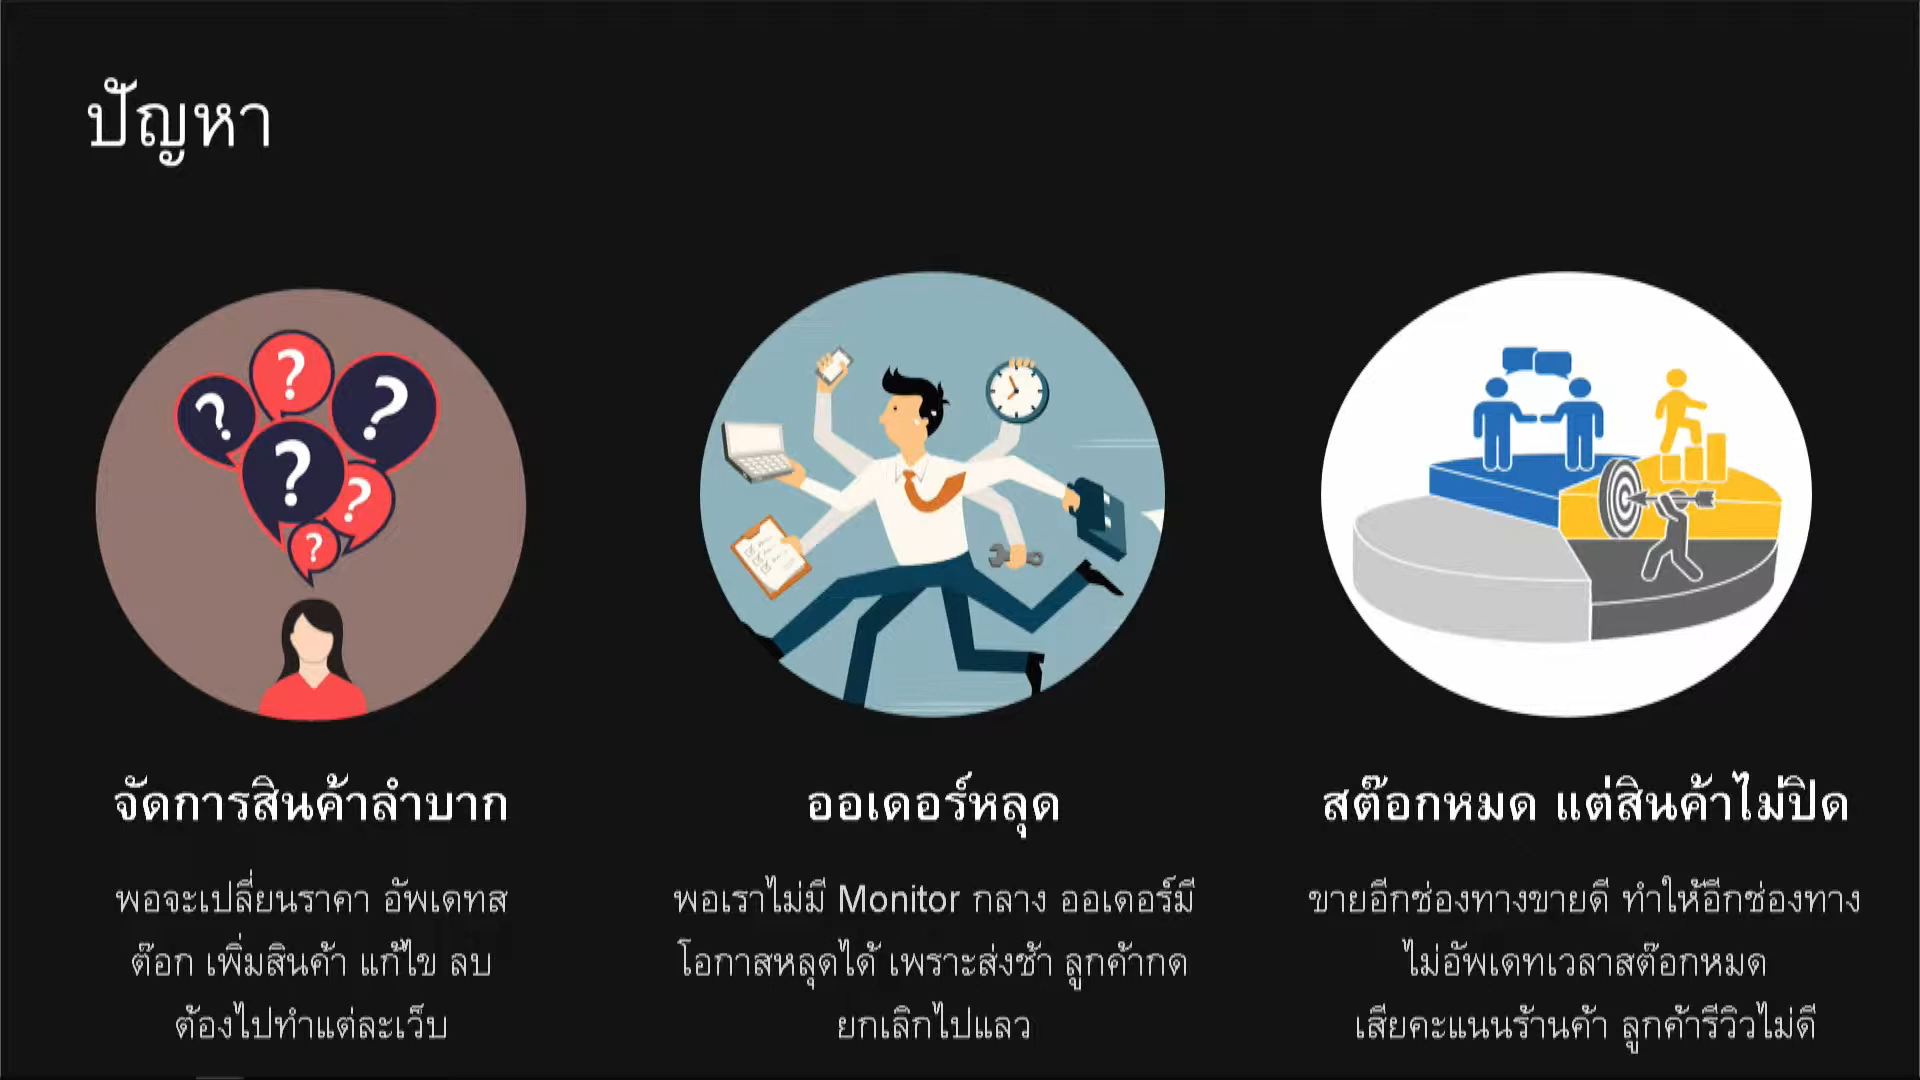 ปัญหา
? ? ? ? ? ?
จัดการสินค้าลำบาก
พอจะเปลี่ยนราคา อัพเดทส
ต๊อก เพิ่มสินค้า แก้ไข ลบ
ต้องไปทำแต่ละเว็บ
ออเดอร์หลุด
พอเราไม่มี Monitor กลาง ออเดอร์มี
โอกาสหลุดได้ เพราะส่งช้า ลูกค้ากด
ยกเลิกไปแลว
สต๊อกหมด แต่สินค้าไม่ปิด
ขายอีกช่องทางขายดี ทำให้อีกช่องทาง
ไม่อัพเดทเวลาสต๊อกหมด
เสียคะแนนร้านค้า ลูกค้ารีวิวไม่ดี